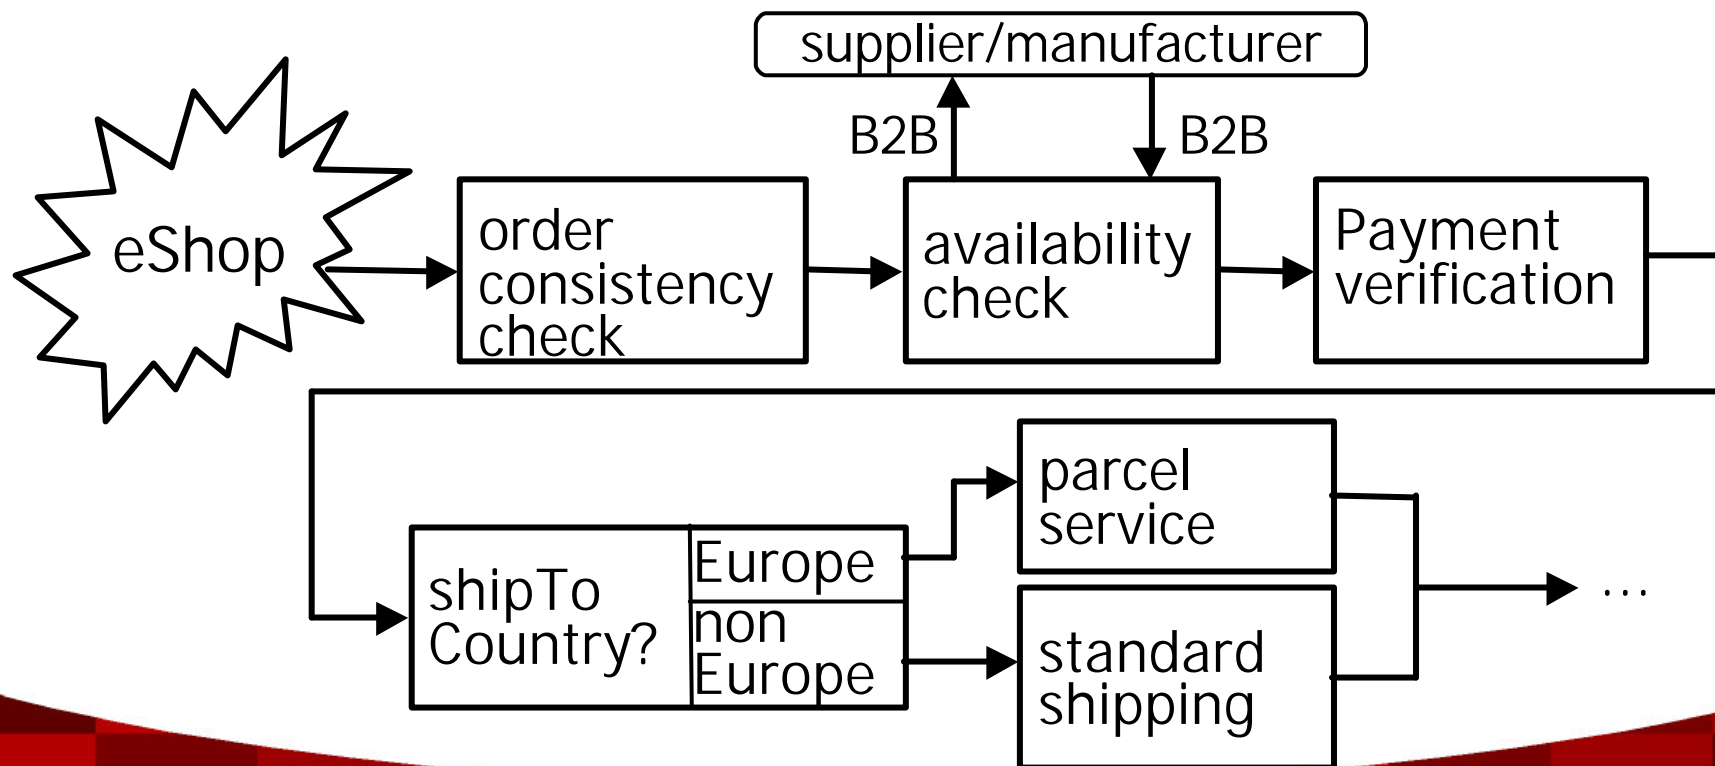 supplier/manufacturer
B2B
B2B
eShop
order
consistency
check
availability
check
Payment
verification
shipTo
Country?
Europe
non
Europe
parcel
service
standard
shipping
...